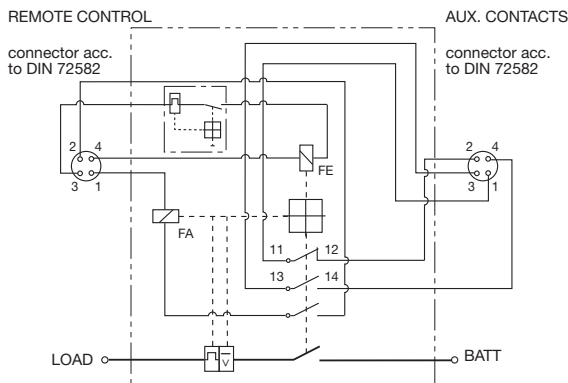 REMOTE CONTROL
AUX. CONTACTS
connector acc.
to DIN 72582
connector acc.
to DIN 72582
2 4
3 1
2 4
3 1
FE
FA
11 12
13 14
V
LOAD
BATT